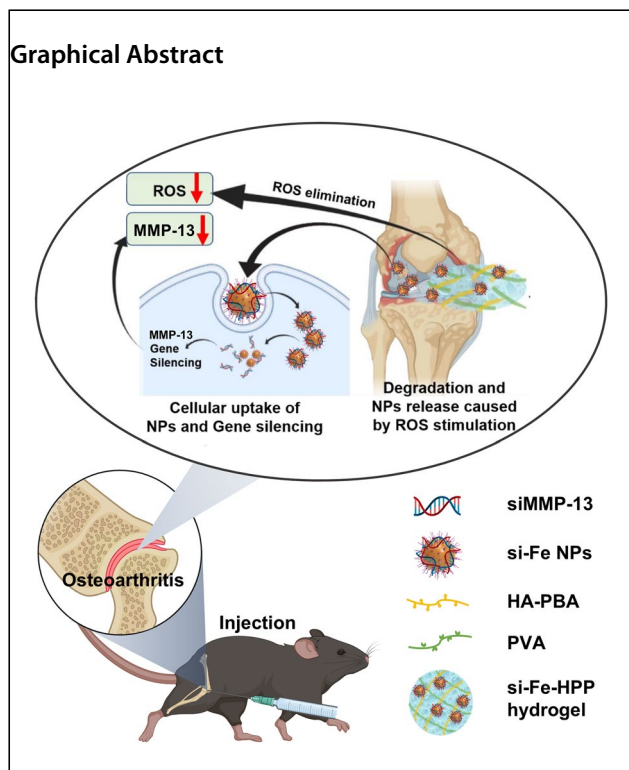 Graphical Abstract
ROS
MMP-13
ROS elimination
MMP-13
Gene
Silencing
Cellular uptake of
NPs and Gene silencing
Degradation and
NPs release caused
by ROS stimulation
Osteoarthritis
Injection
siMMP-13
si-Fe NPs
HA-PBA
PVA
si-Fe-HPP
hydrogel